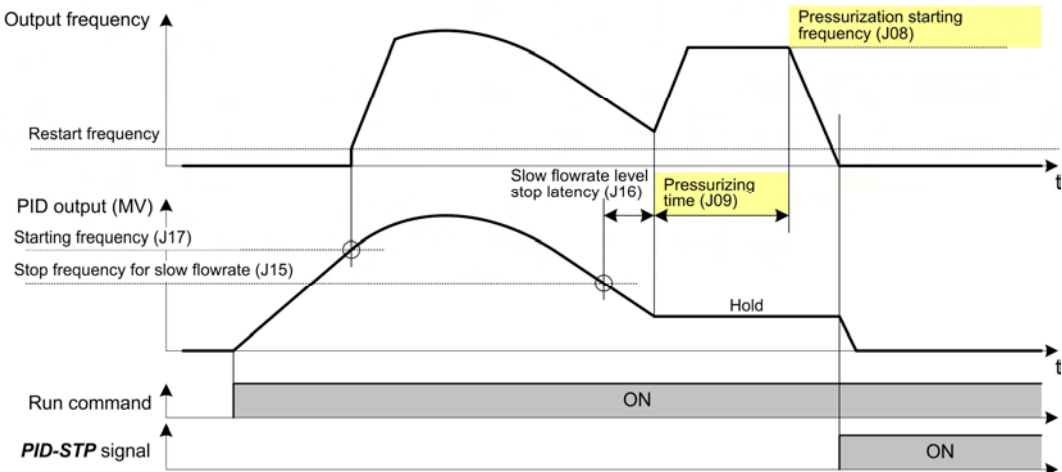 Output frequency
Pressurization starting
frequency (J08)
Restart frequency
t
Slow flowrate level
stop latency (J16)
Pressurizing
time (J09)
PID output (MV)
Starting frequency (J17)
Stop frequency for slow flowrate (J15)
Hold
t
Run command
ON
PID-STP signal
ON